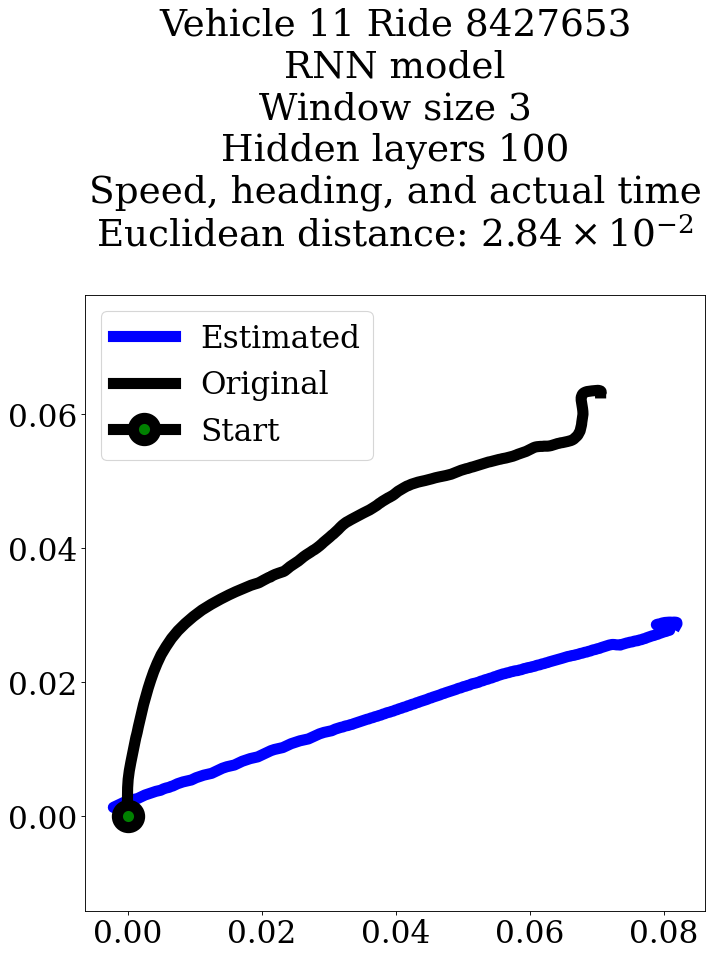 Vehicle 11 Ride 8427653
RNN model
Window size 3
Hidden layers 100
Speed, heading, and actual time
Euclidean distance: 2.84 × 10⁻²
Estimated
Original
Start
0.06
0.04
0.02
0.00
0.00 0.02 0.04 0.06 0.08